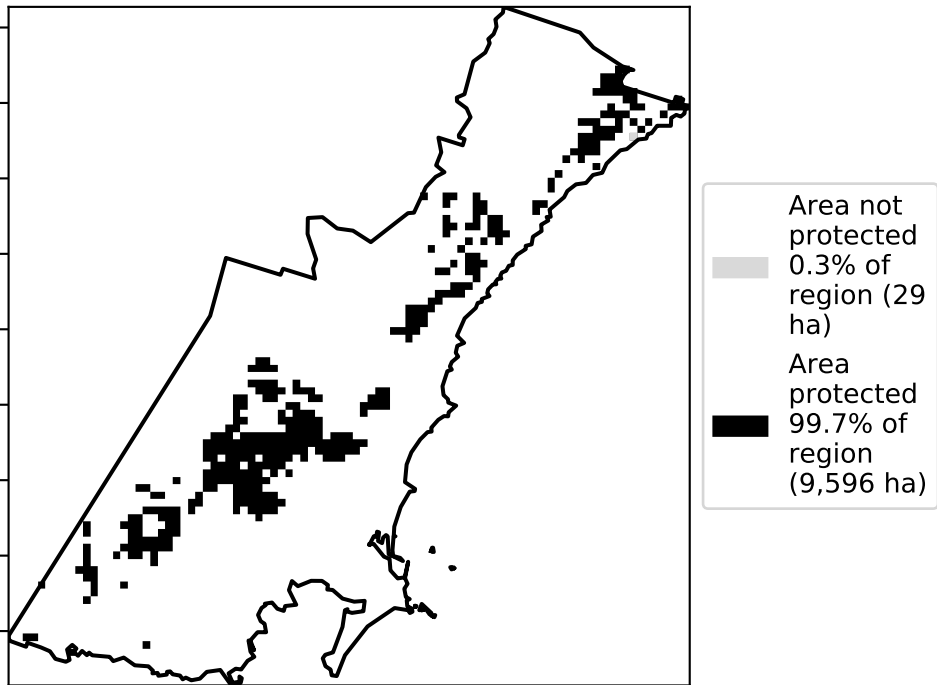 Area not
protected
0.3% of
region (29
ha)
Area
protected
99.7% of
region
(9,596 ha)